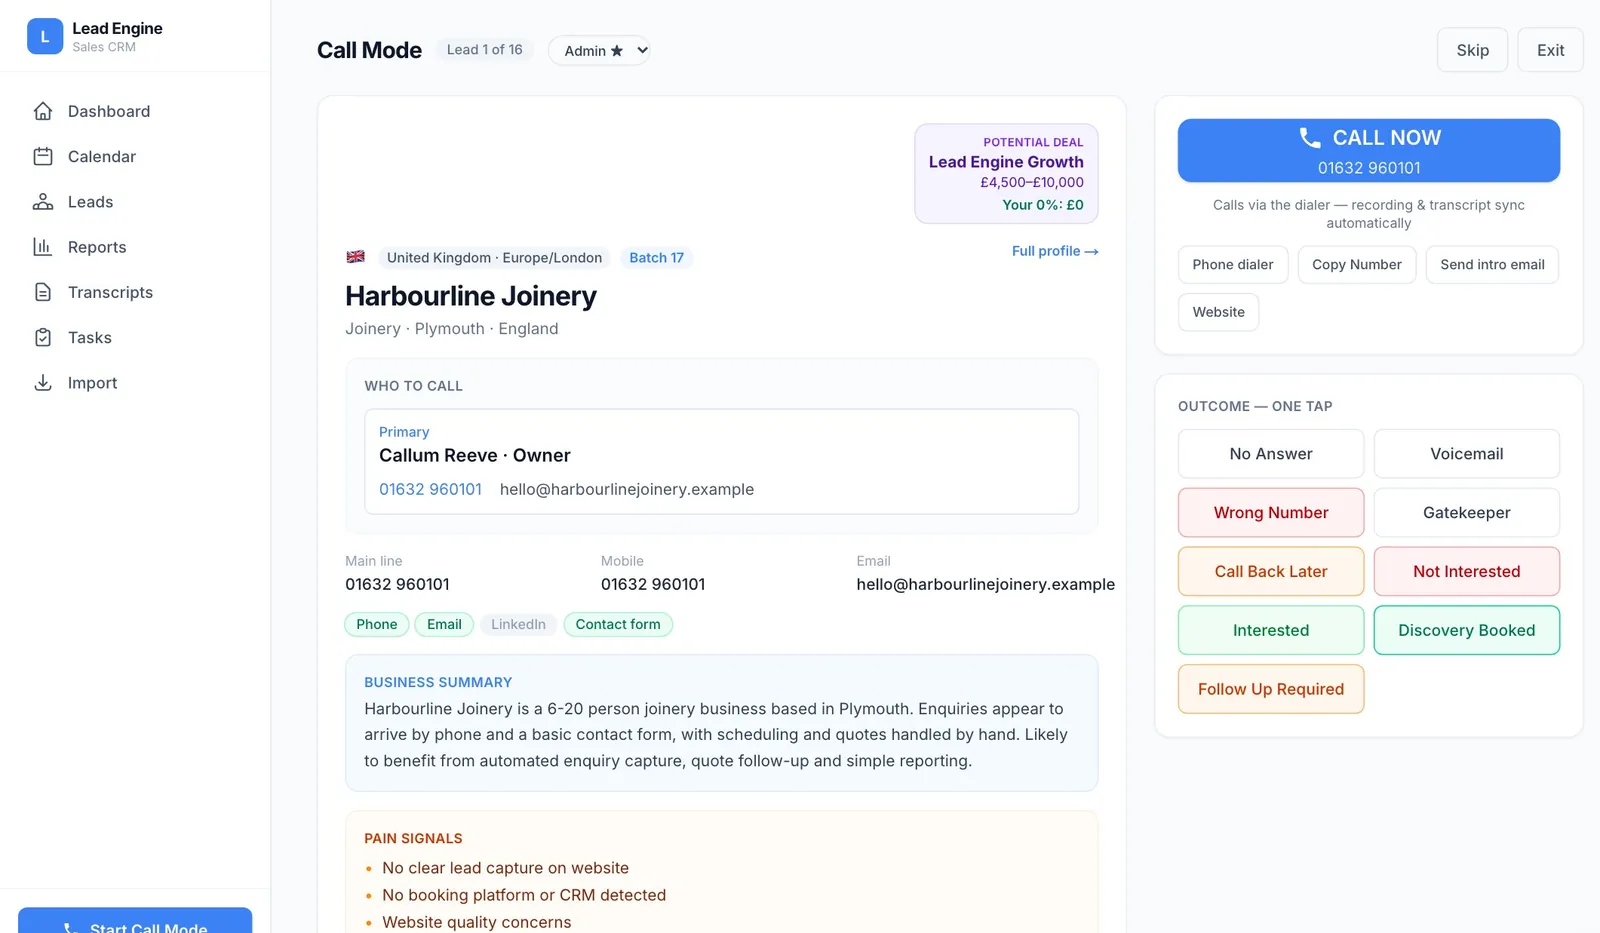 L
Lead Engine
Sales CRM
Dashboard
Calendar
Leads
Reports
Transcripts
Tasks
Import
Start Call Mode
Call Mode
Lead 1 of 16
Admin ★
Skip
Exit
POTENTIAL DEAL
Lead Engine Growth
£4,500–£10,000
Your 0%: £0
United Kingdom · Europe/London
Batch 17
Full profile →
Harbourline Joinery
Joinery · Plymouth · England
WHO TO CALL
Primary
Callum Reeve · Owner
01632 960101 hello@harbourlinejoinery.example
Main line
01632 960101
Mobile
01632 960101
Email
hello@harbourlinejoinery.example
Phone
Email
LinkedIn
Contact form
BUSINESS SUMMARY
Harbourline Joinery is a 6-20 person joinery business based in Plymouth. Enquiries appear to
arrive by phone and a basic contact form, with scheduling and quotes handled by hand. Likely
to benefit from automated enquiry capture, quote follow-up and simple reporting.
PAIN SIGNALS
• No clear lead capture on website
• No booking platform or CRM detected
• Website quality concerns
CALL NOW
01632 960101
Calls via the dialer — recording & transcript sync
automatically
Phone dialer
Copy Number
Send intro email
Website
OUTCOME — ONE TAP
No Answer
Voicemail
Wrong Number
Gatekeeper
Call Back Later
Not Interested
Interested
Discovery Booked
Follow Up Required